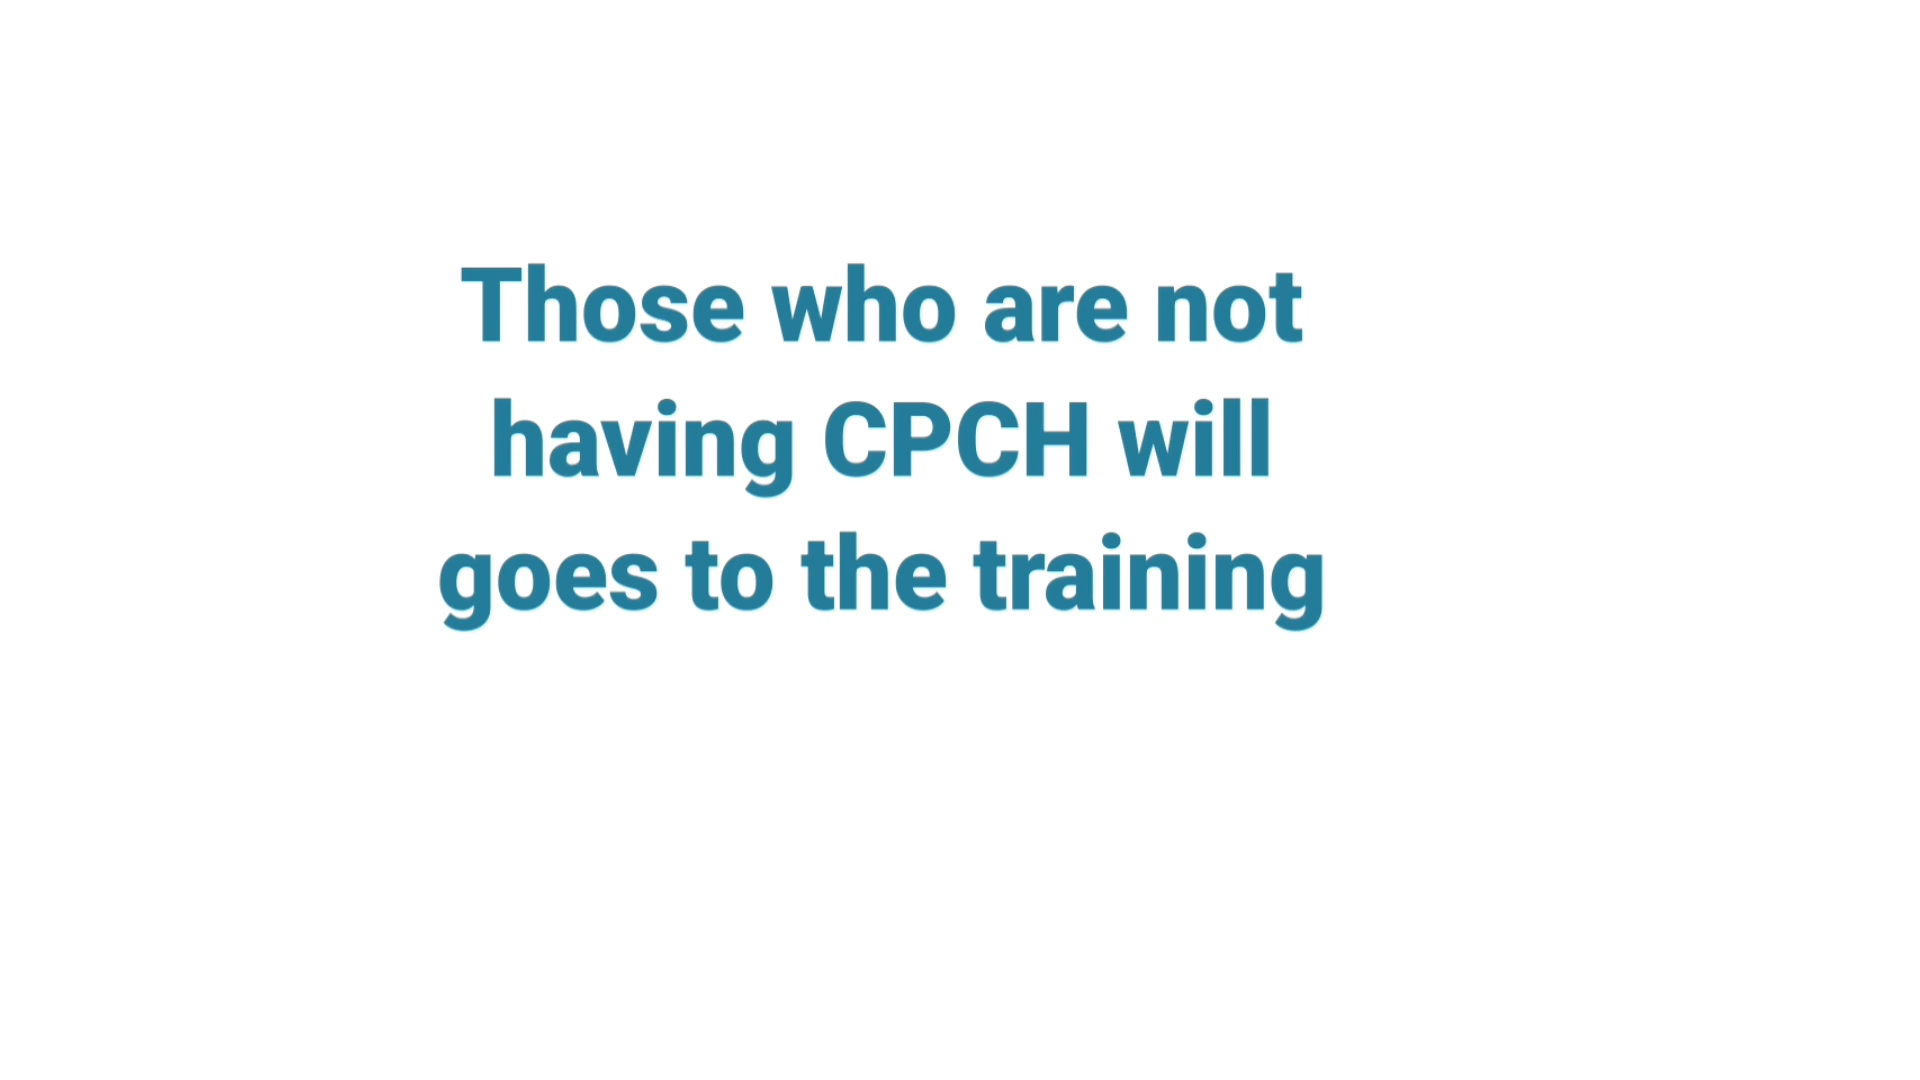 Those who are not
having CPCH will
goes to the training